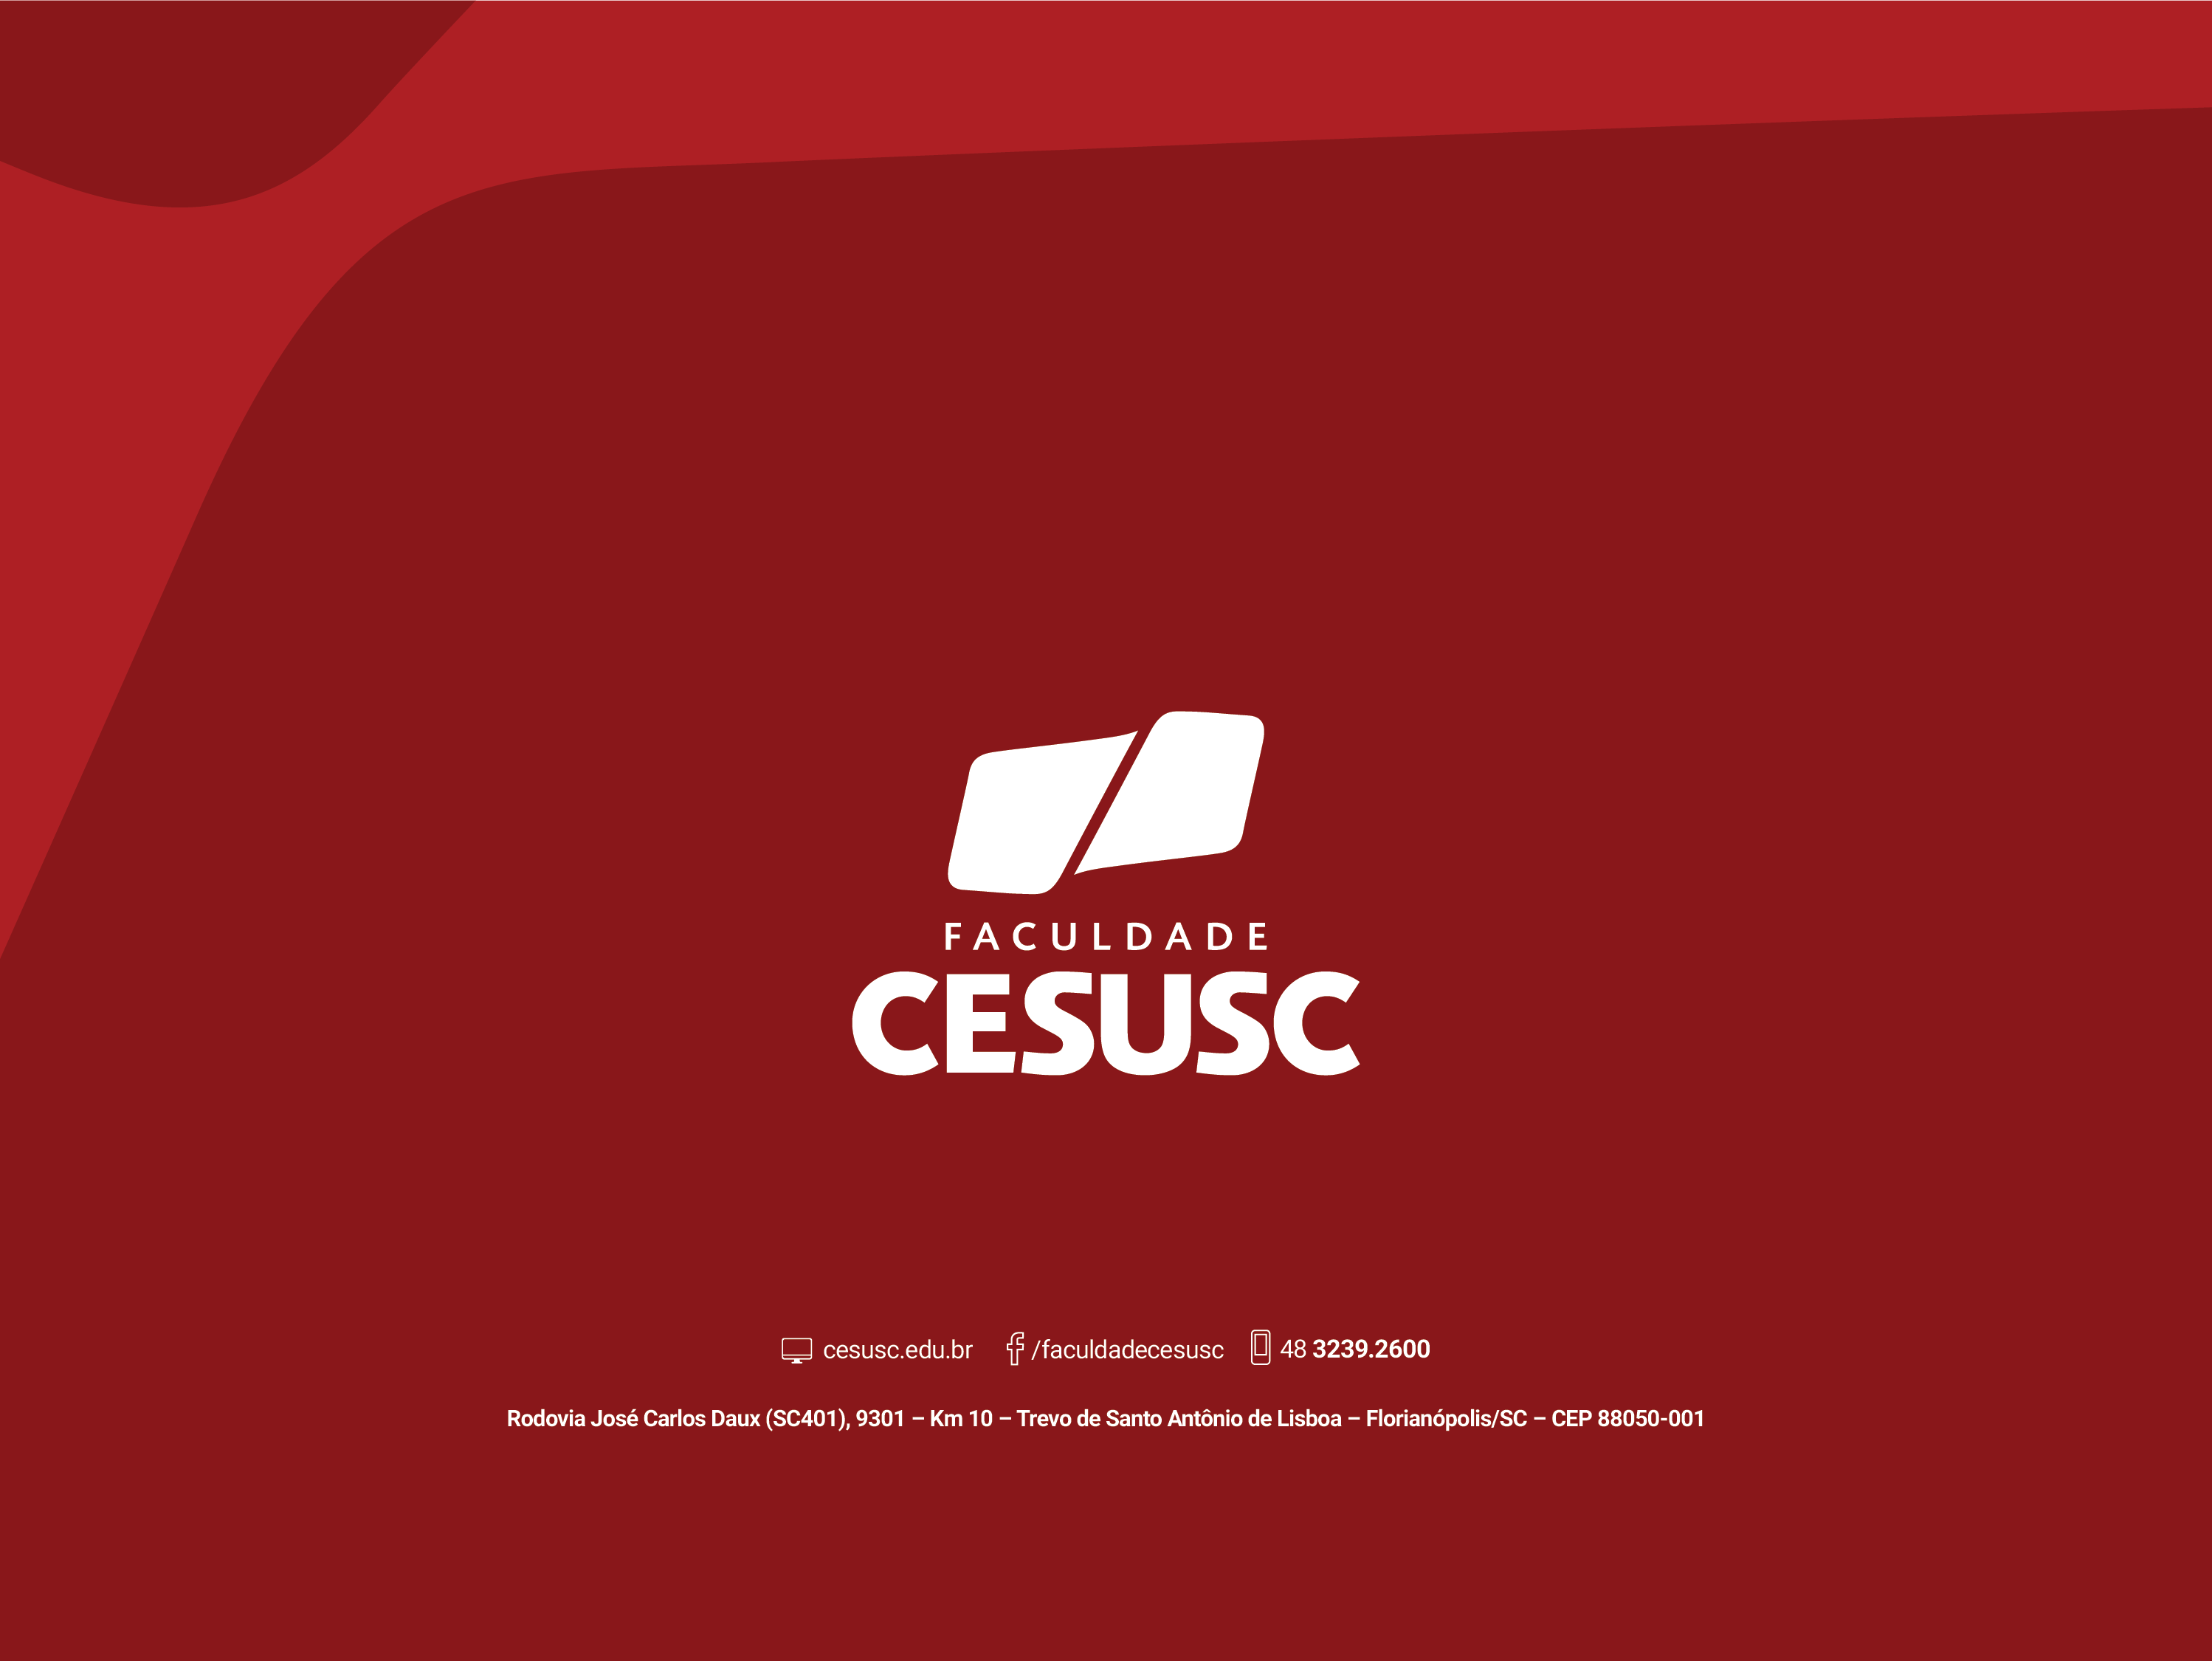 FACULDADE
CESUSC
cesusc.edu.br /faculdadecesusc 48 3239.2600
Rodovia José Carlos Daux (SC401), 9301 – Km 10 – Trevo de Santo Antônio de Lisboa – Florianópolis/SC – CEP 88050-001